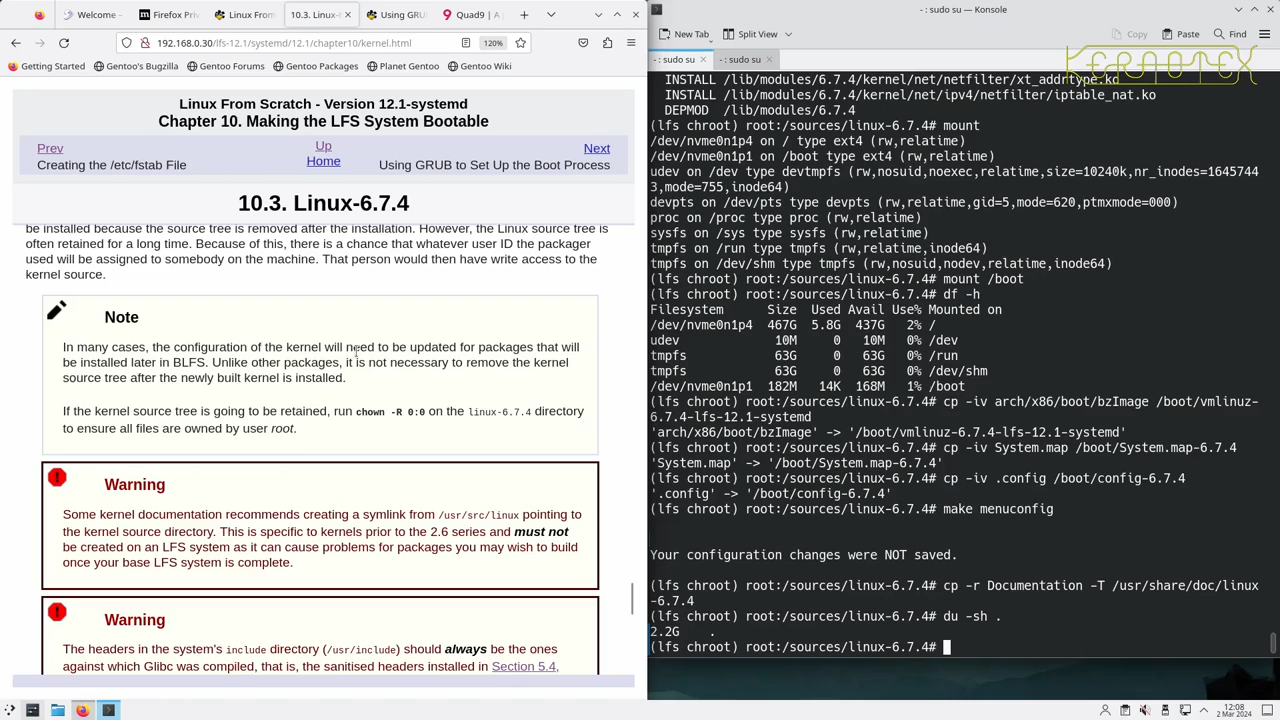 Welcome -
Firefox Pri
Linux From
10.3. Linux-
Using GRU
Quad9 | A
192.168.0.30/lfs-12.1/systemd/12.1/chapter10/kernel.html
120%
Getting Started
Gentoo's Bugzilla
Gentoo Forums
Gentoo Packages
Planet Gentoo
Gentoo Wiki
Linux From Scratch - Version 12.1-systemd
Chapter 10. Making the LFS System Bootable
Prev
Up
Next
Creating the /etc/fstab File
Home
Using GRUB to Set Up the Boot Process
10.3. Linux-6.7.4
be installed because the source tree is removed after the installation. However, the Linux source tree is
often retained for a long time. Because of this, there is a chance that whatever user ID the packager
used will be assigned to somebody on the machine. That person would then have write access to the
kernel source.
Note
In many cases, the configuration of the kernel will need to be updated for packages that will
be installed later in BLFS. Unlike other packages, it is not necessary to remove the kernel
source tree after the newly built kernel is installed.
If the kernel source tree is going to be retained, run chown -R 0:0 on the linux-6.7.4 directory
to ensure all files are owned by user root.
Warning
Some kernel documentation recommends creating a symlink from /usr/src/linux pointing to
the kernel source directory. This is specific to kernels prior to the 2.6 series and must not
be created on an LFS system as it can cause problems for packages you may wish to build
once your base LFS system is complete.
Warning
The headers in the system's include directory (/usr/include) should always be the ones
against which Glibc was compiled, that is, the sanitised headers installed in Section 5.4,
- : sudo su — Konsole
New Tab
Split View
Copy
Paste
Find
- : sudo su
- : sudo su
KERNOTEX
INSTALL /lib/modules/6.7.4/kernel/net/netfilter/xt_addrtype.ko
INSTALL /lib/modules/6.7.4/kernel/net/ipv4/netfilter/iptable_nat.ko
DEPMOD /lib/modules/6.7.4
(lfs chroot) root:/sources/linux-6.7.4# mount
/dev/nvme0n1p4 on / type ext4 (rw,relatime)
/dev/nvme0n1p1 on /boot type ext4 (rw,relatime)
udev on /dev type devtmpfs (rw,nosuid,noexec,relatime,size=10240k,nr_inodes=1645744
3,mode=755,inode64)
devpts on /dev/pts type devpts (rw,relatime,gid=5,mode=620,ptmxmode=000)
proc on /proc type proc (rw,relatime)
sysfs on /sys type sysfs (rw,relatime)
tmpfs on /run type tmpfs (rw,relatime,inode64)
tmpfs on /dev/shm type tmpfs (rw,nosuid,nodev,relatime,inode64)
(lfs chroot) root:/sources/linux-6.7.4# mount /boot
(lfs chroot) root:/sources/linux-6.7.4# df -h
Filesystem Size Used Avail Use% Mounted on
/dev/nvme0n1p4 467G 5.8G 437G 2% /
udev 10M 0 10M 0% /dev
tmpfs 63G 0 63G 0% /run
tmpfs 63G 0 63G 0% /dev/shm
/dev/nvme0n1p1 182M 14K 168M 1% /boot
(lfs chroot) root:/sources/linux-6.7.4# cp -iv arch/x86/boot/bzImage /boot/vmlinuz-
6.7.4-lfs-12.1-systemd
'arch/x86/boot/bzImage' -> '/boot/vmlinuz-6.7.4-lfs-12.1-systemd'
(lfs chroot) root:/sources/linux-6.7.4# cp -iv System.map /boot/System.map-6.7.4
'System.map' -> '/boot/System.map-6.7.4'
(lfs chroot) root:/sources/linux-6.7.4# cp -iv .config /boot/config-6.7.4
'.config' -> '/boot/config-6.7.4'
(lfs chroot) root:/sources/linux-6.7.4# make menuconfig
Your configuration changes were NOT saved.
(lfs chroot) root:/sources/linux-6.7.4# cp -r Documentation -T /usr/share/doc/linux
-6.7.4
(lfs chroot) root:/sources/linux-6.7.4# du -sh .
2.2G .
(lfs chroot) root:/sources/linux-6.7.4#
12:08
2 Mar 2024